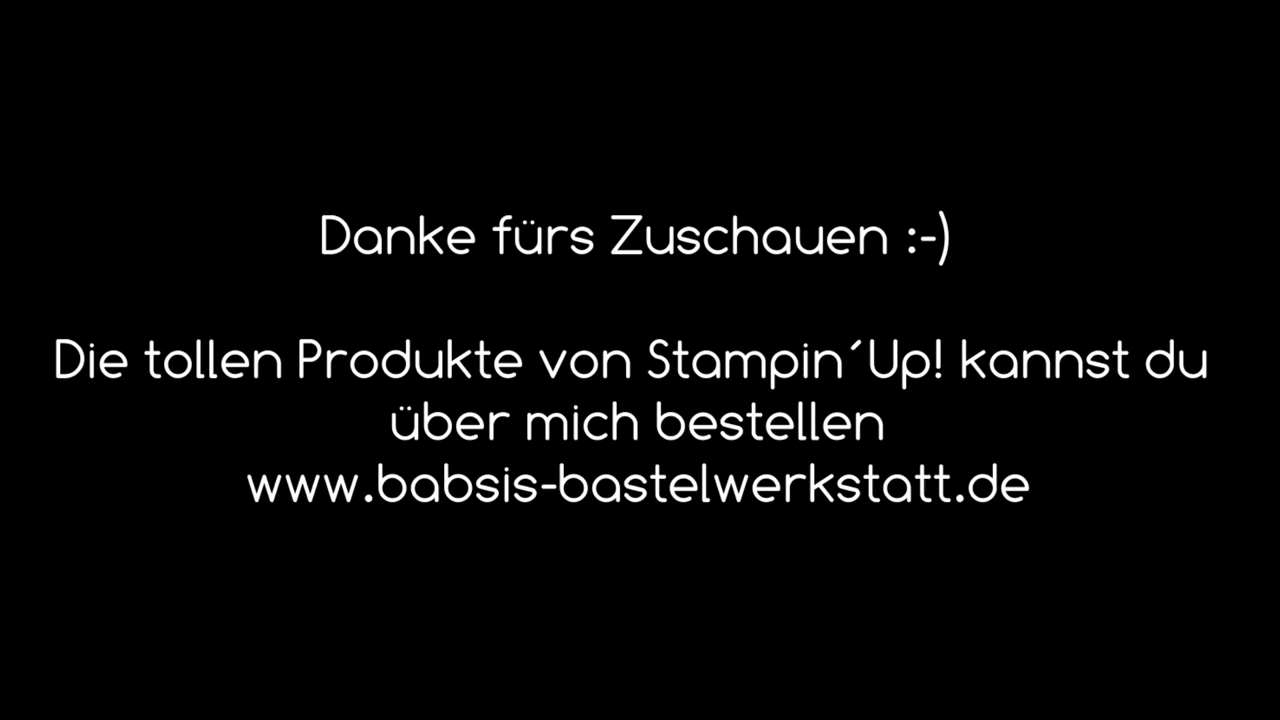 Danke fürs Zuschauen :-)
Die tollen Produkte von Stampin´Up! kannst du
über mich bestellen
www.babsis-bastelwerkstatt.de